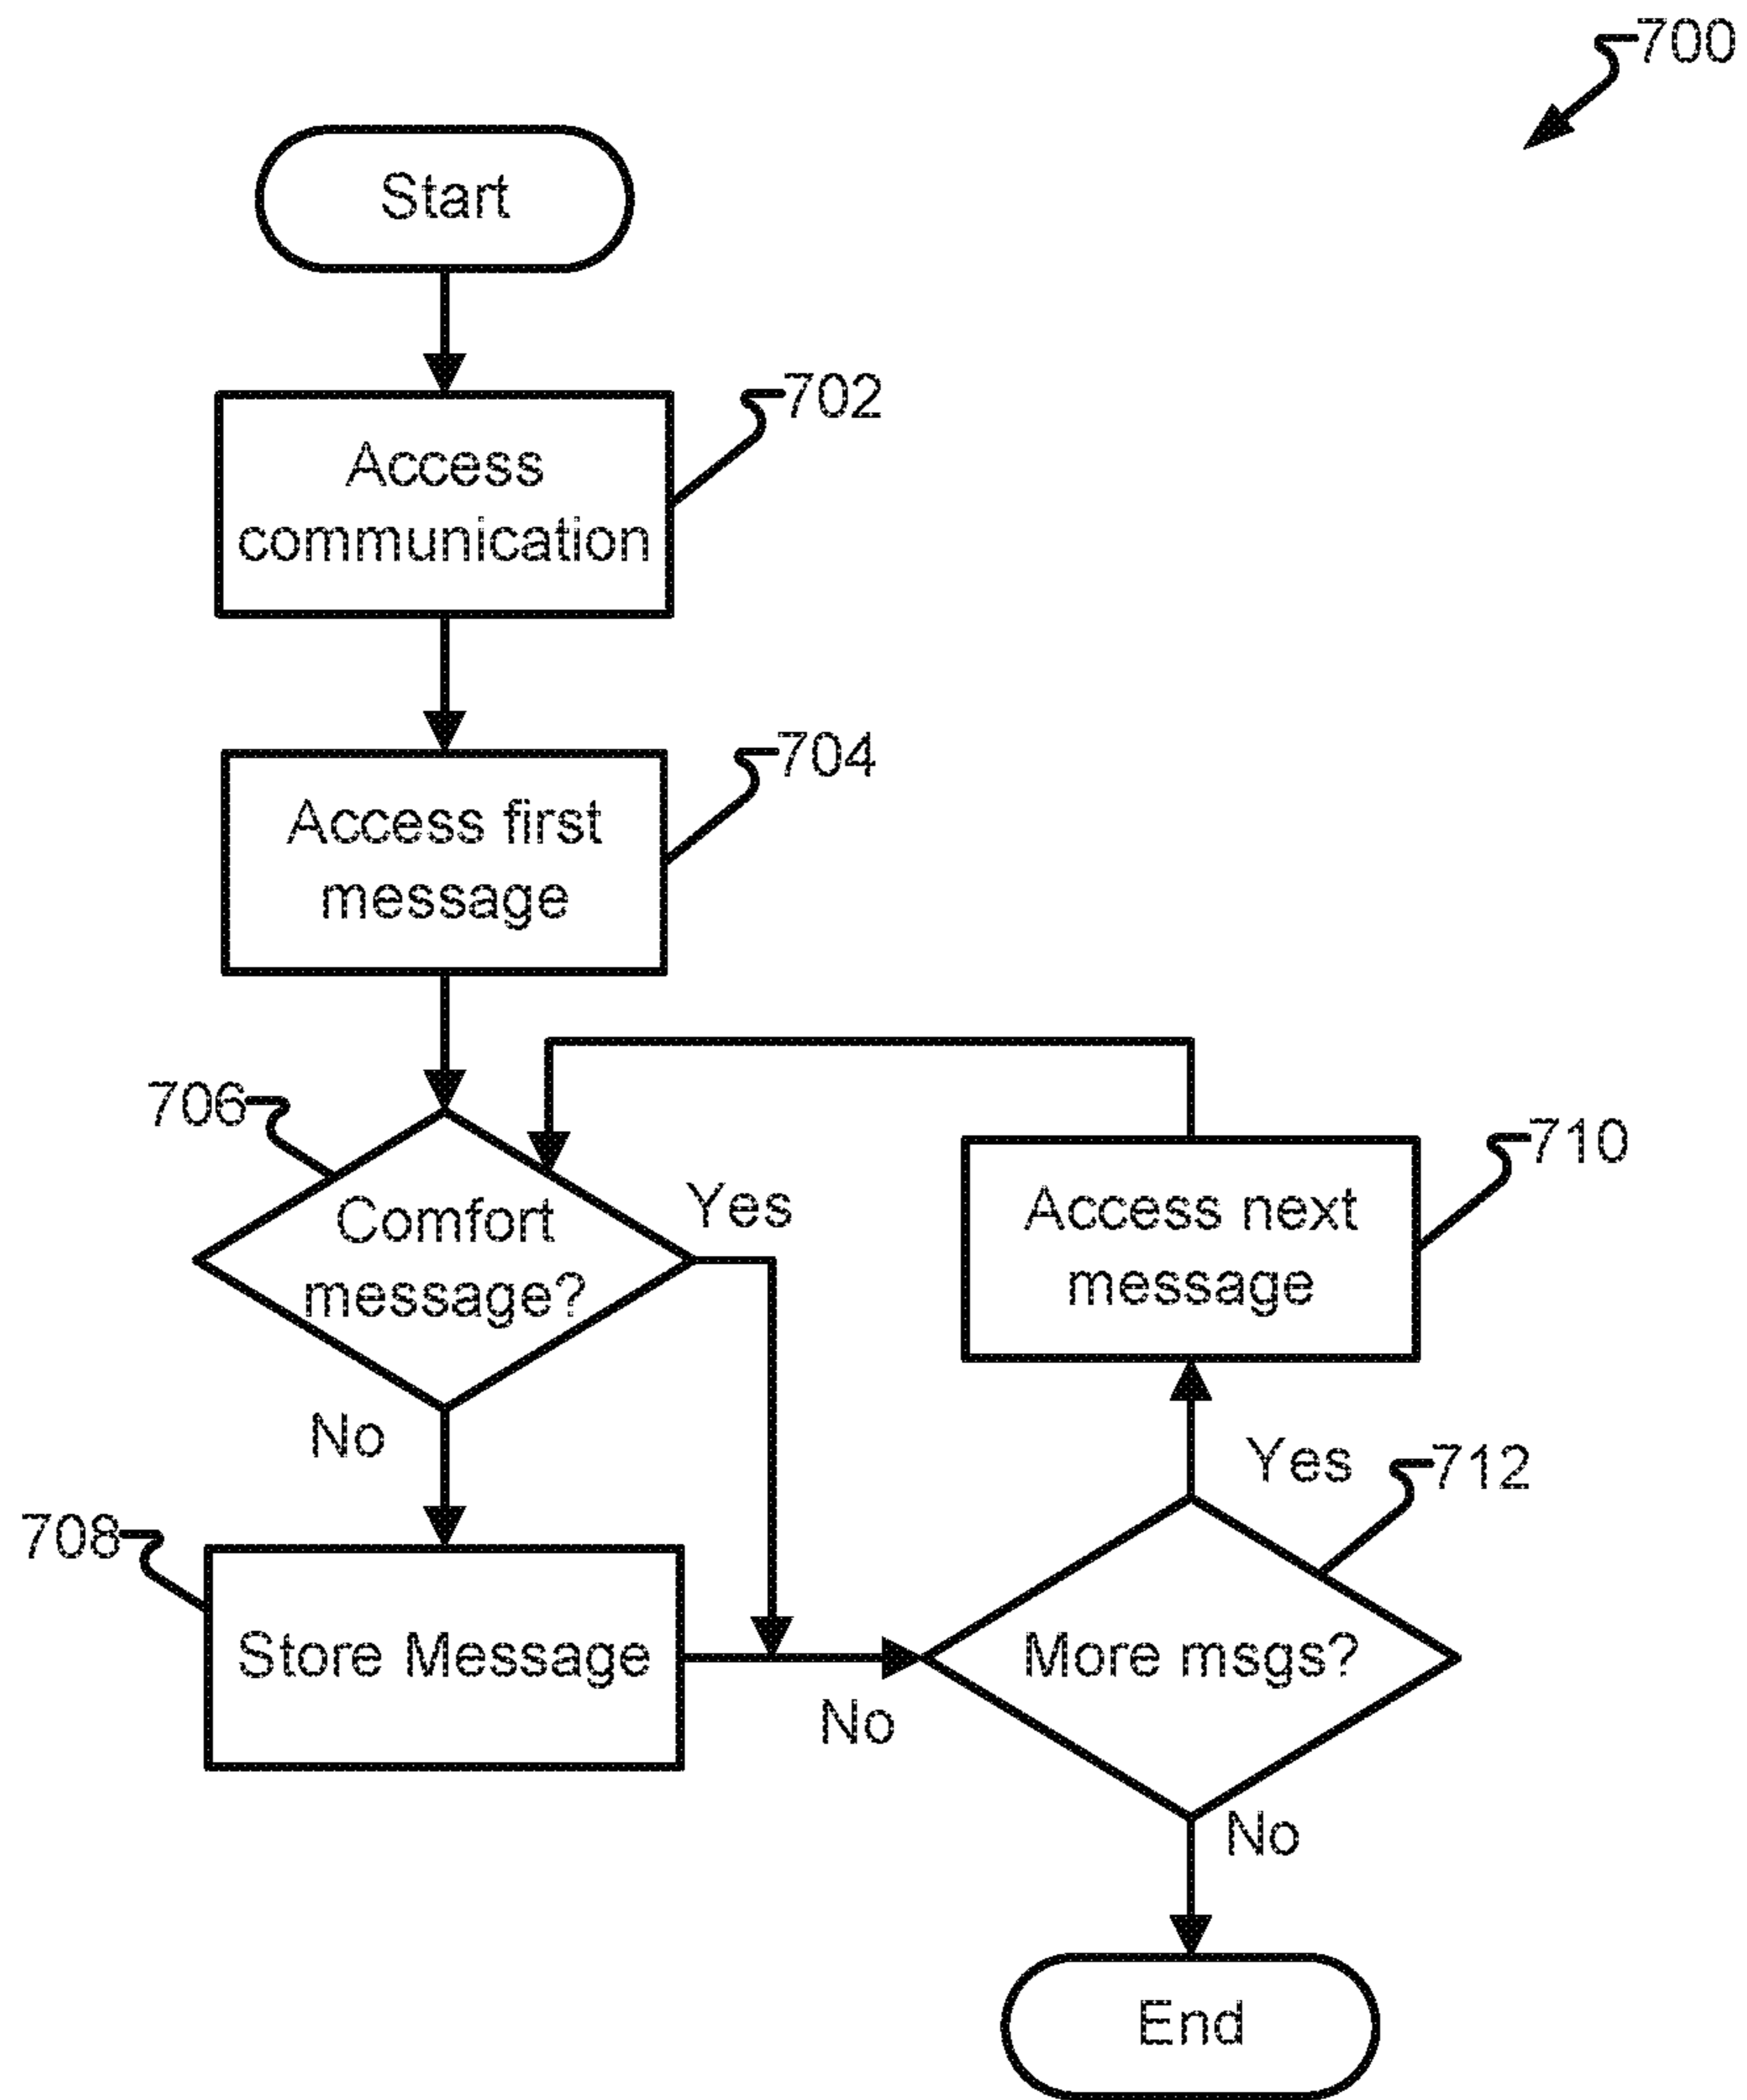 700
Start
702
Access
communication
704
Access first
message
706
Comfort
message?
Yes
710
Access next
message
No
Yes
712
708
Store Message
More msgs?
No
No
End